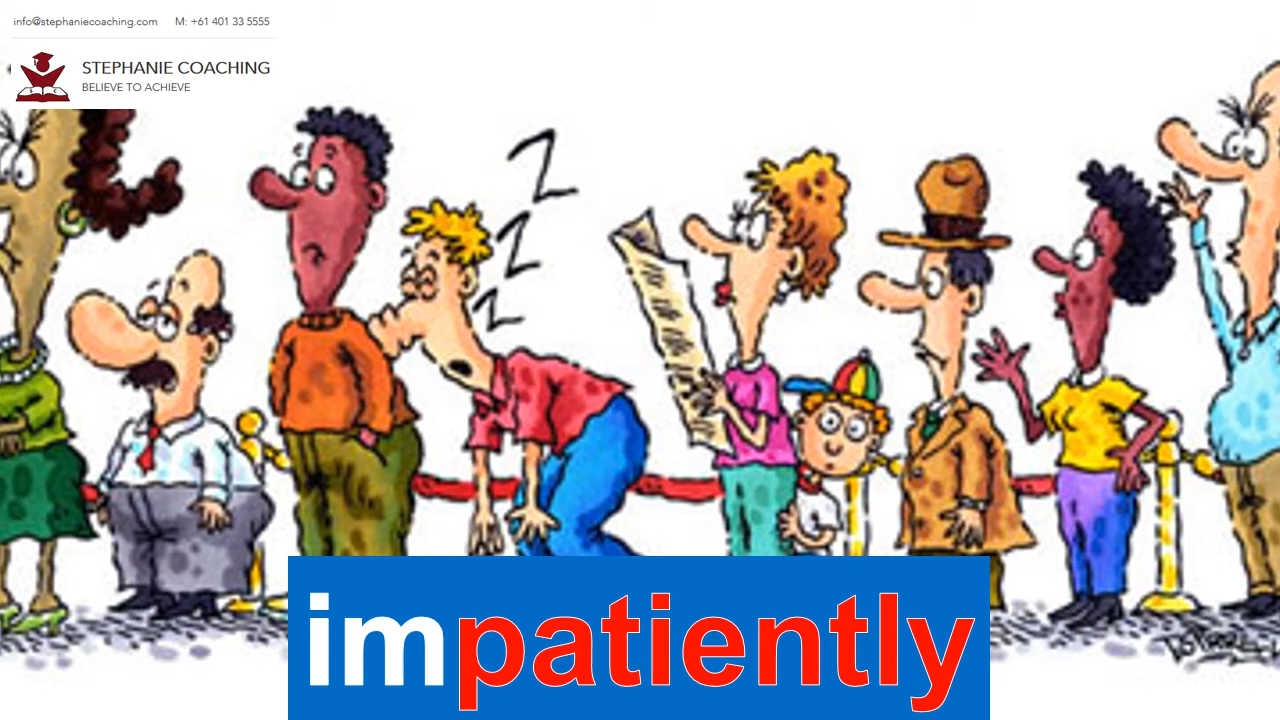 info@stephaniecoaching.com M: +61 401 33 5555
STEPHANIE COACHING
BELIEVE TO ACHIEVE
Z
Z
Z
impatiently